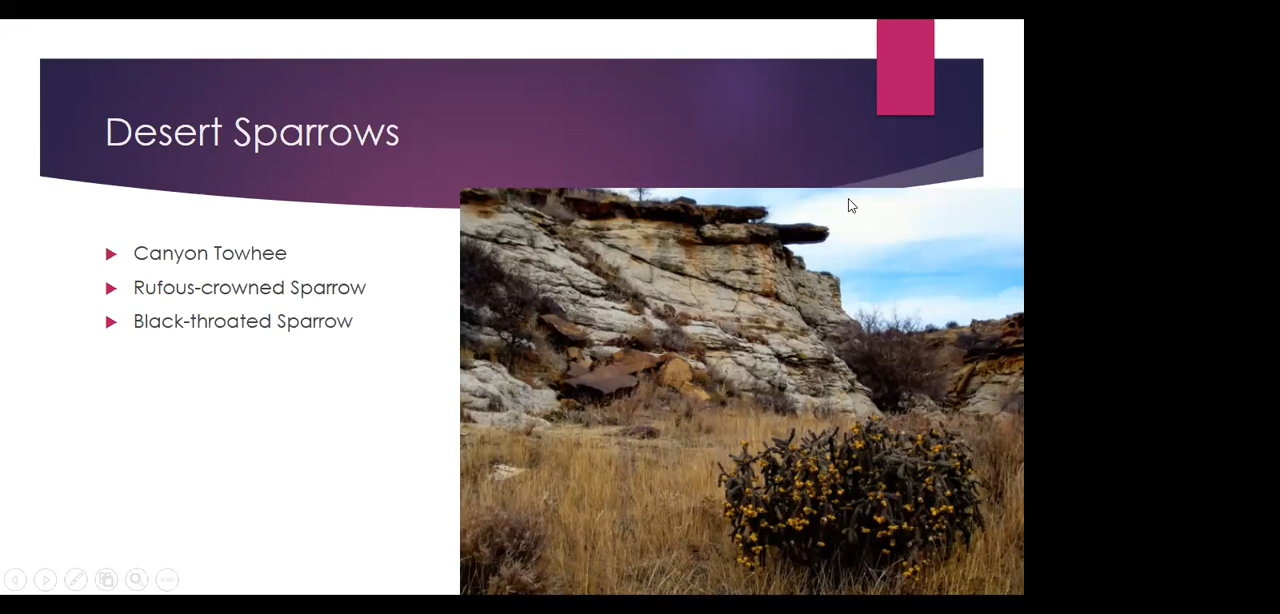 Desert Sparrows
Canyon Towhee
Rufous-crowned Sparrow
Black-throated Sparrow